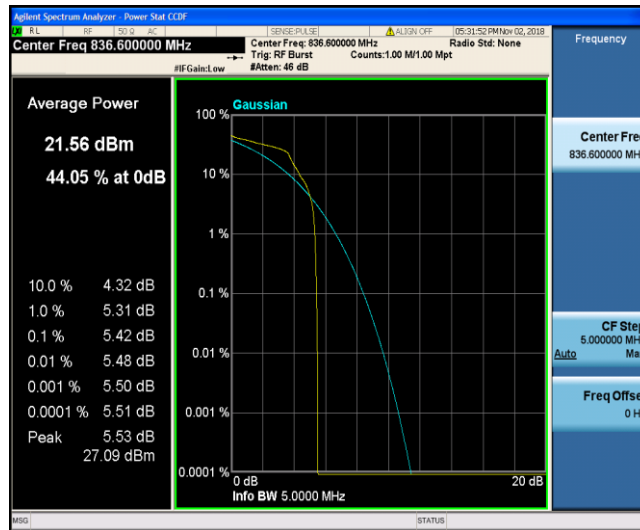 Agilent Spectrum Analyzer - Power Stat CCDF
RL RF 50 Ω AC SENSE:PULSE ALIGN OFF 05:31:52 PM Nov 02, 2018
Center Freq 836.600000 MHz
Center Freq: 836.600000 MHz Radio Std: None
Trig: RF Burst Counts:1.00 M/1.00 Mpt
#IFGain:Low #Atten: 46 dB
Frequency
Average Power
21.56 dBm
44.05 % at 0dB
10.0 % 4.32 dB
1.0 % 5.31 dB
0.1 % 5.42 dB
0.01 % 5.48 dB
0.001 % 5.50 dB
0.0001 % 5.51 dB
Peak 5.53 dB
27.09 dBm
Gaussian
100 %
10 %
1 %
0.1 %
0.01 %
0.001 %
0.0001 %
0 dB 20 dB
Info BW 5.0000 MHz
Center Fre
836.600000 MH
CF Step
5.000000 MH
Auto Ma
Freq Offse
0 H
MSG STATUS